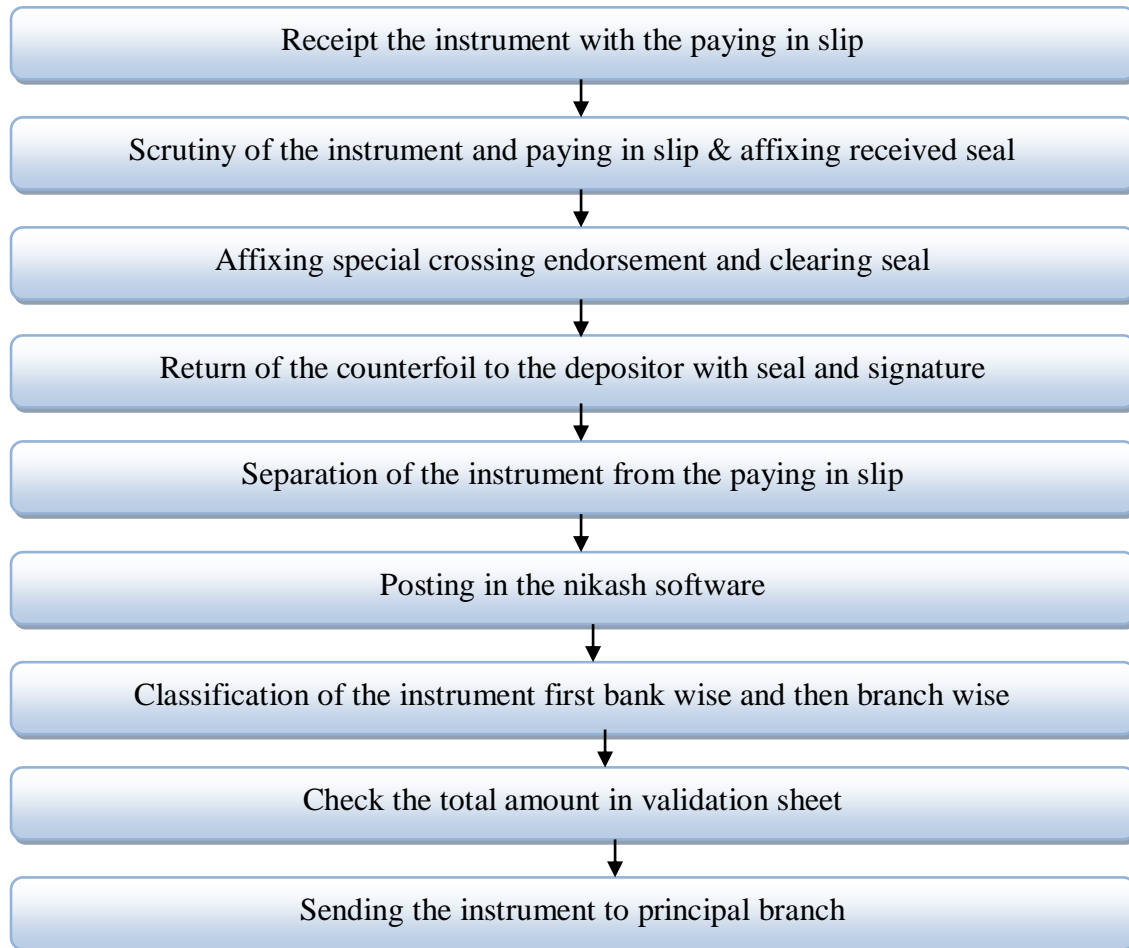 Receipt the instrument with the paying in slip
Scrutiny of the instrument and paying in slip & affixing received seal
Affixing special crossing endorsement and clearing seal
Return of the counterfoil to the depositor with seal and signature
Separation of the instrument from the paying in slip
Posting in the nikash software
Classification of the instrument first bank wise and then branch wise
Check the total amount in validation sheet
Sending the instrument to principal branch